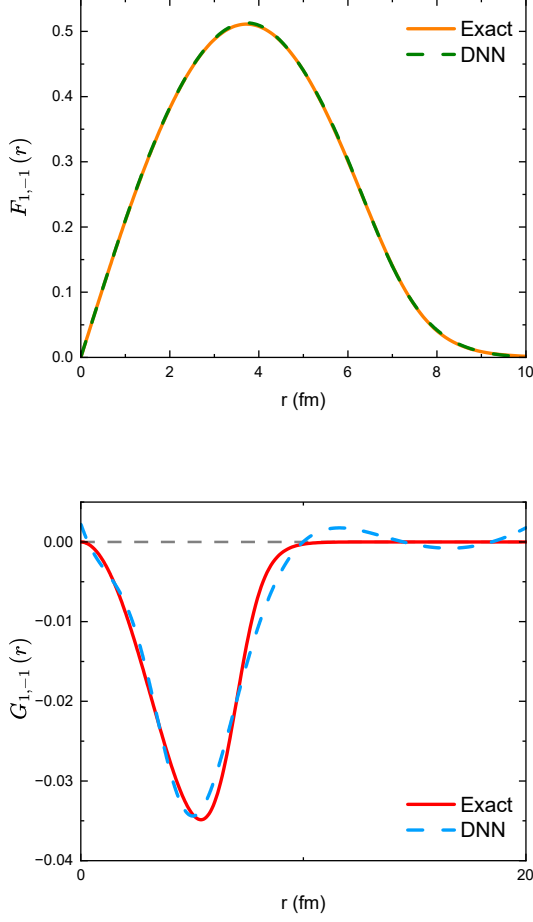 0.5
0.4
0.3
0.2
0.1
0.0
F₁,₋₁(r)
Exact
DNN
0 2 4 6 8 10
r (fm)
0.00
−0.01
−0.02
−0.03
−0.04
G₁,₋₁(r)
Exact
DNN
0 20
r (fm)